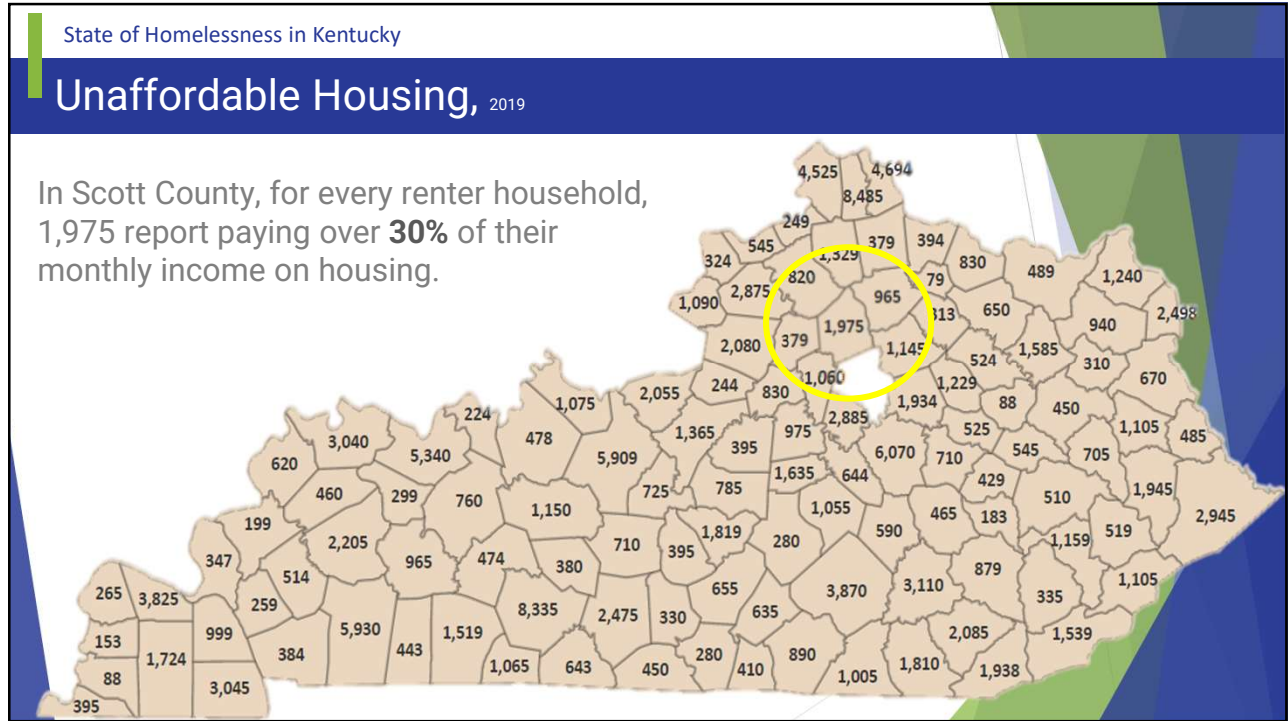 State of Homelessness in Kentucky
Unaffordable Housing, 2019
In Scott County, for every renter household,
1,975 report paying over 30% of their
monthly income on housing.
4,525 8,485 4,694
249
324 545 1,329 379 394
820 79 830 489 1,240
1,090 2,875 965 650 2,498
379 1,975 313 940
2,080 1,145 1,585
524 310
2,055 244 830 1,060 1,229 670
224 1,075 1,934 88 450
478 1,365 395 975 2,885 525 1,105 485
3,040 5,340 5,909 6,070 710 545 705
620 725 785 1,635 644 429
460 299 760 1,150 1,055 465 183 510 1,945
199 1,819 590 2,945
347 2,205 965 474 710 395 280 1,159 519
514 380 879
265 3,825 259 655 3,870 3,110 335 1,105
8,335 2,475 330 635
153 999 5,930 443 1,519 2,085 1,539
1,724 384 890
88 1,065 643 450 280 410 1,005 1,810 1,938
3,045
395